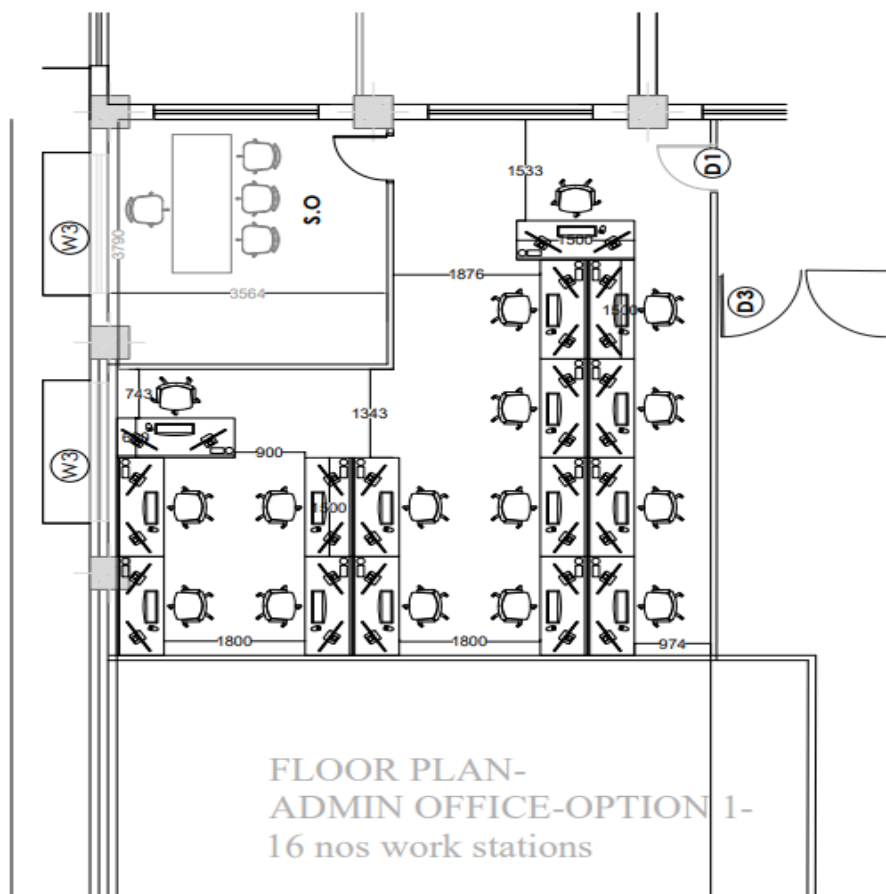 D1
1533
S.O
W3
3790
1500
1876
3564
D3
1500
743
1343
900
W3
1500
1800
1800
974
FLOOR PLAN-
ADMIN OFFICE-OPTION 1-
16 nos work stations